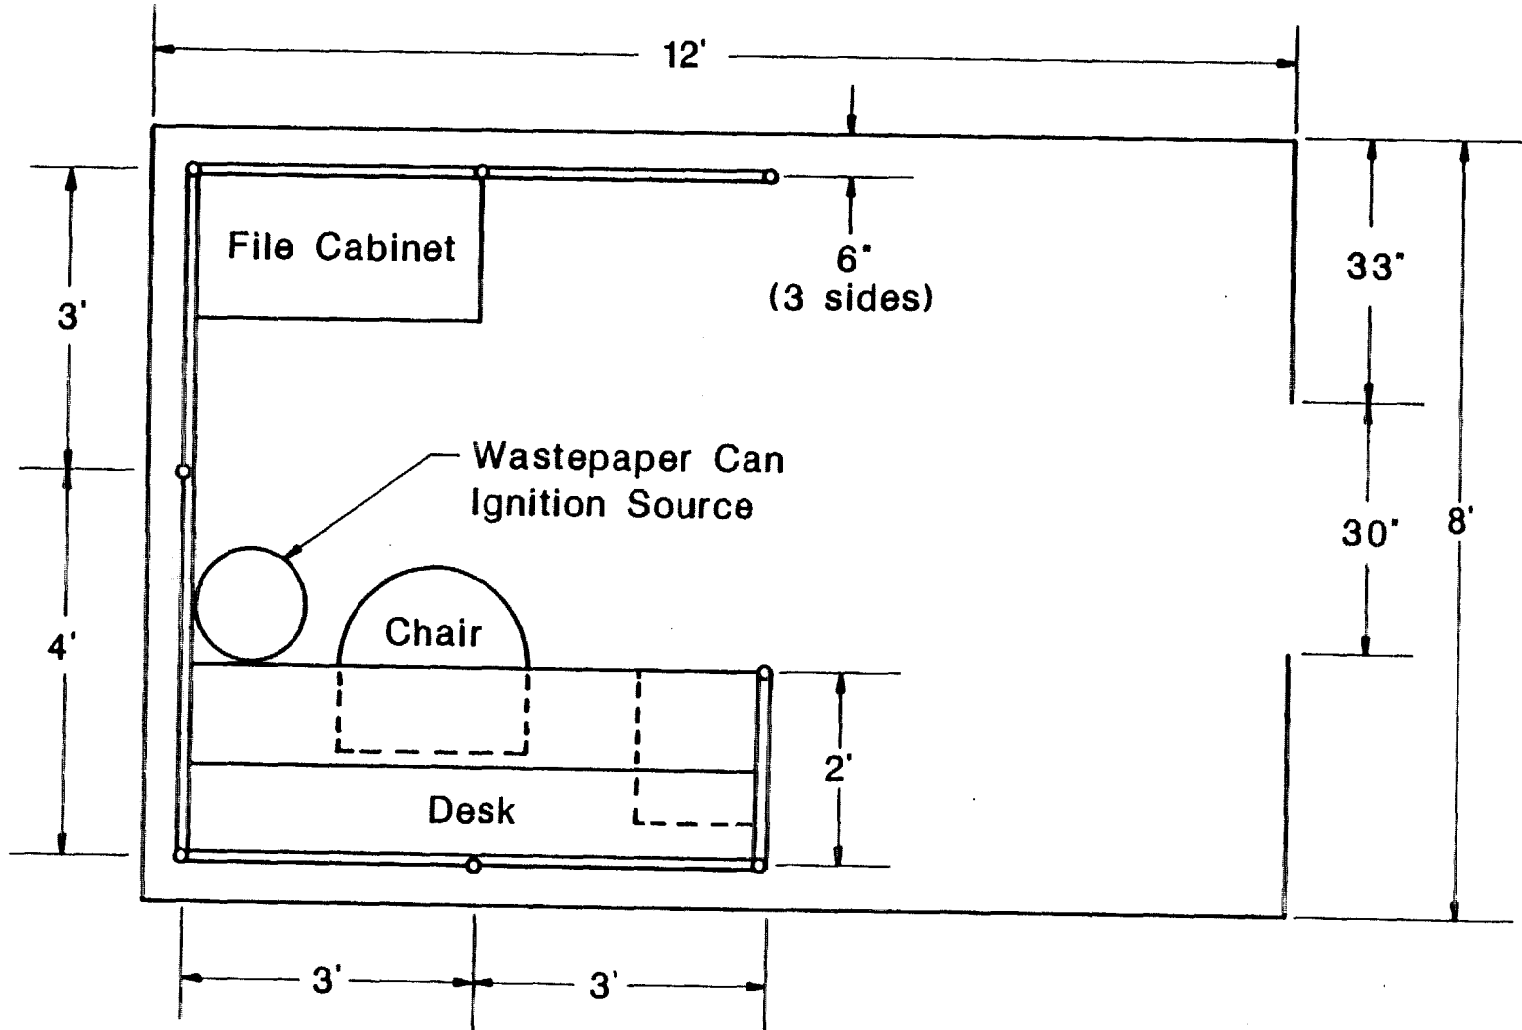 12'
File Cabinet
6"
(3 sides)
33"
3'
Wastepaper Can
Ignition Source
30"
8'
4'
Chair
2'
Desk
3'
3'